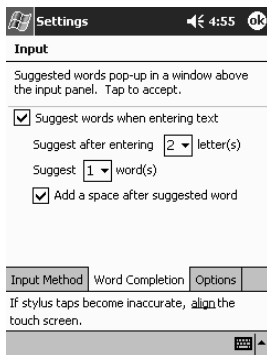 Settings 4:55 ok
Input
Suggested words pop-up in a window above
the input panel. Tap to accept.
Suggest words when entering text
Suggest after entering 2 letter(s)
Suggest 1 word(s)
Add a space after suggested word
Input Method Word Completion Options
If stylus taps become inaccurate, align the
touch screen.